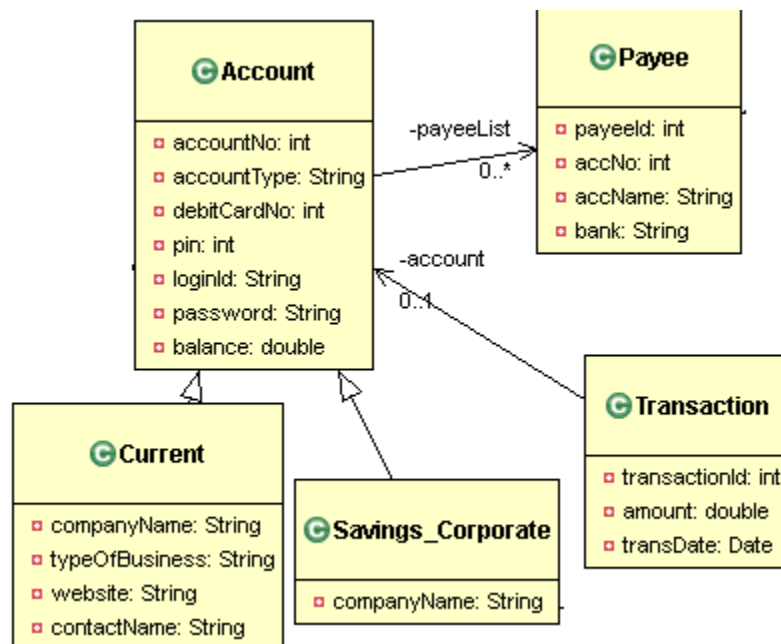 C Account
accountNo: int
accountType: String
debitCardNo: int
pin: int
loginId: String
password: String
balance: double
-payeeList
0..*
C Payee
payeeId: int
accNo: int
accName: String
bank: String
-account
0..1
C Current
companyName: String
typeOfBusiness: String
website: String
contactName: String
C Savings_Corporate
companyName: String
C Transaction
transactionId: int
amount: double
transDate: Date